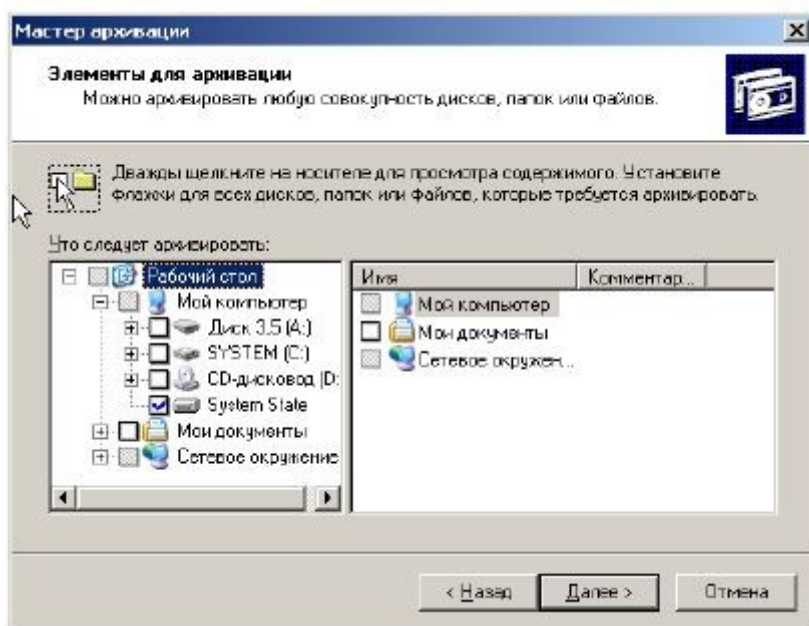 Мастер архивации
Элементы для архивации
Можно архивировать любую совокупность дисков, папок или файлов.
Дважды щелкните на носителе для просмотра содержимого. Установите
флажки для всех дисков, папок или файлов, которые требуется архивировать.
Что следует архивировать:
Рабочий стол
Мой компьютер
Диск 3,5 (A:)
SYSTEM (C:)
CD-дисковод (D:
System State
Мои документы
Сетевое окружение
Имя
Комментар...
Мой компьютер
Мои документы
Сетевое окружен...
< Назад
Далее >
Отмена